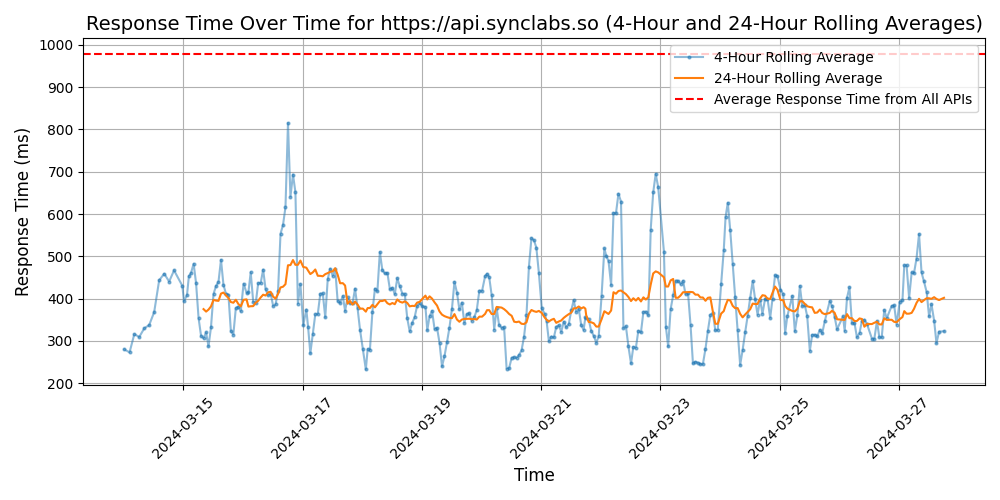 Response Time Over Time for https://api.synclabs.so (4-Hour and 24-Hour Rolling Averages)
1000
900
800
700
600
500
400
300
200
Response Time (ms)
4-Hour Rolling Average
24-Hour Rolling Average
Average Response Time from All APIs
2024-03-15
2024-03-17
2024-03-19
2024-03-21
2024-03-23
2024-03-25
2024-03-27
Time